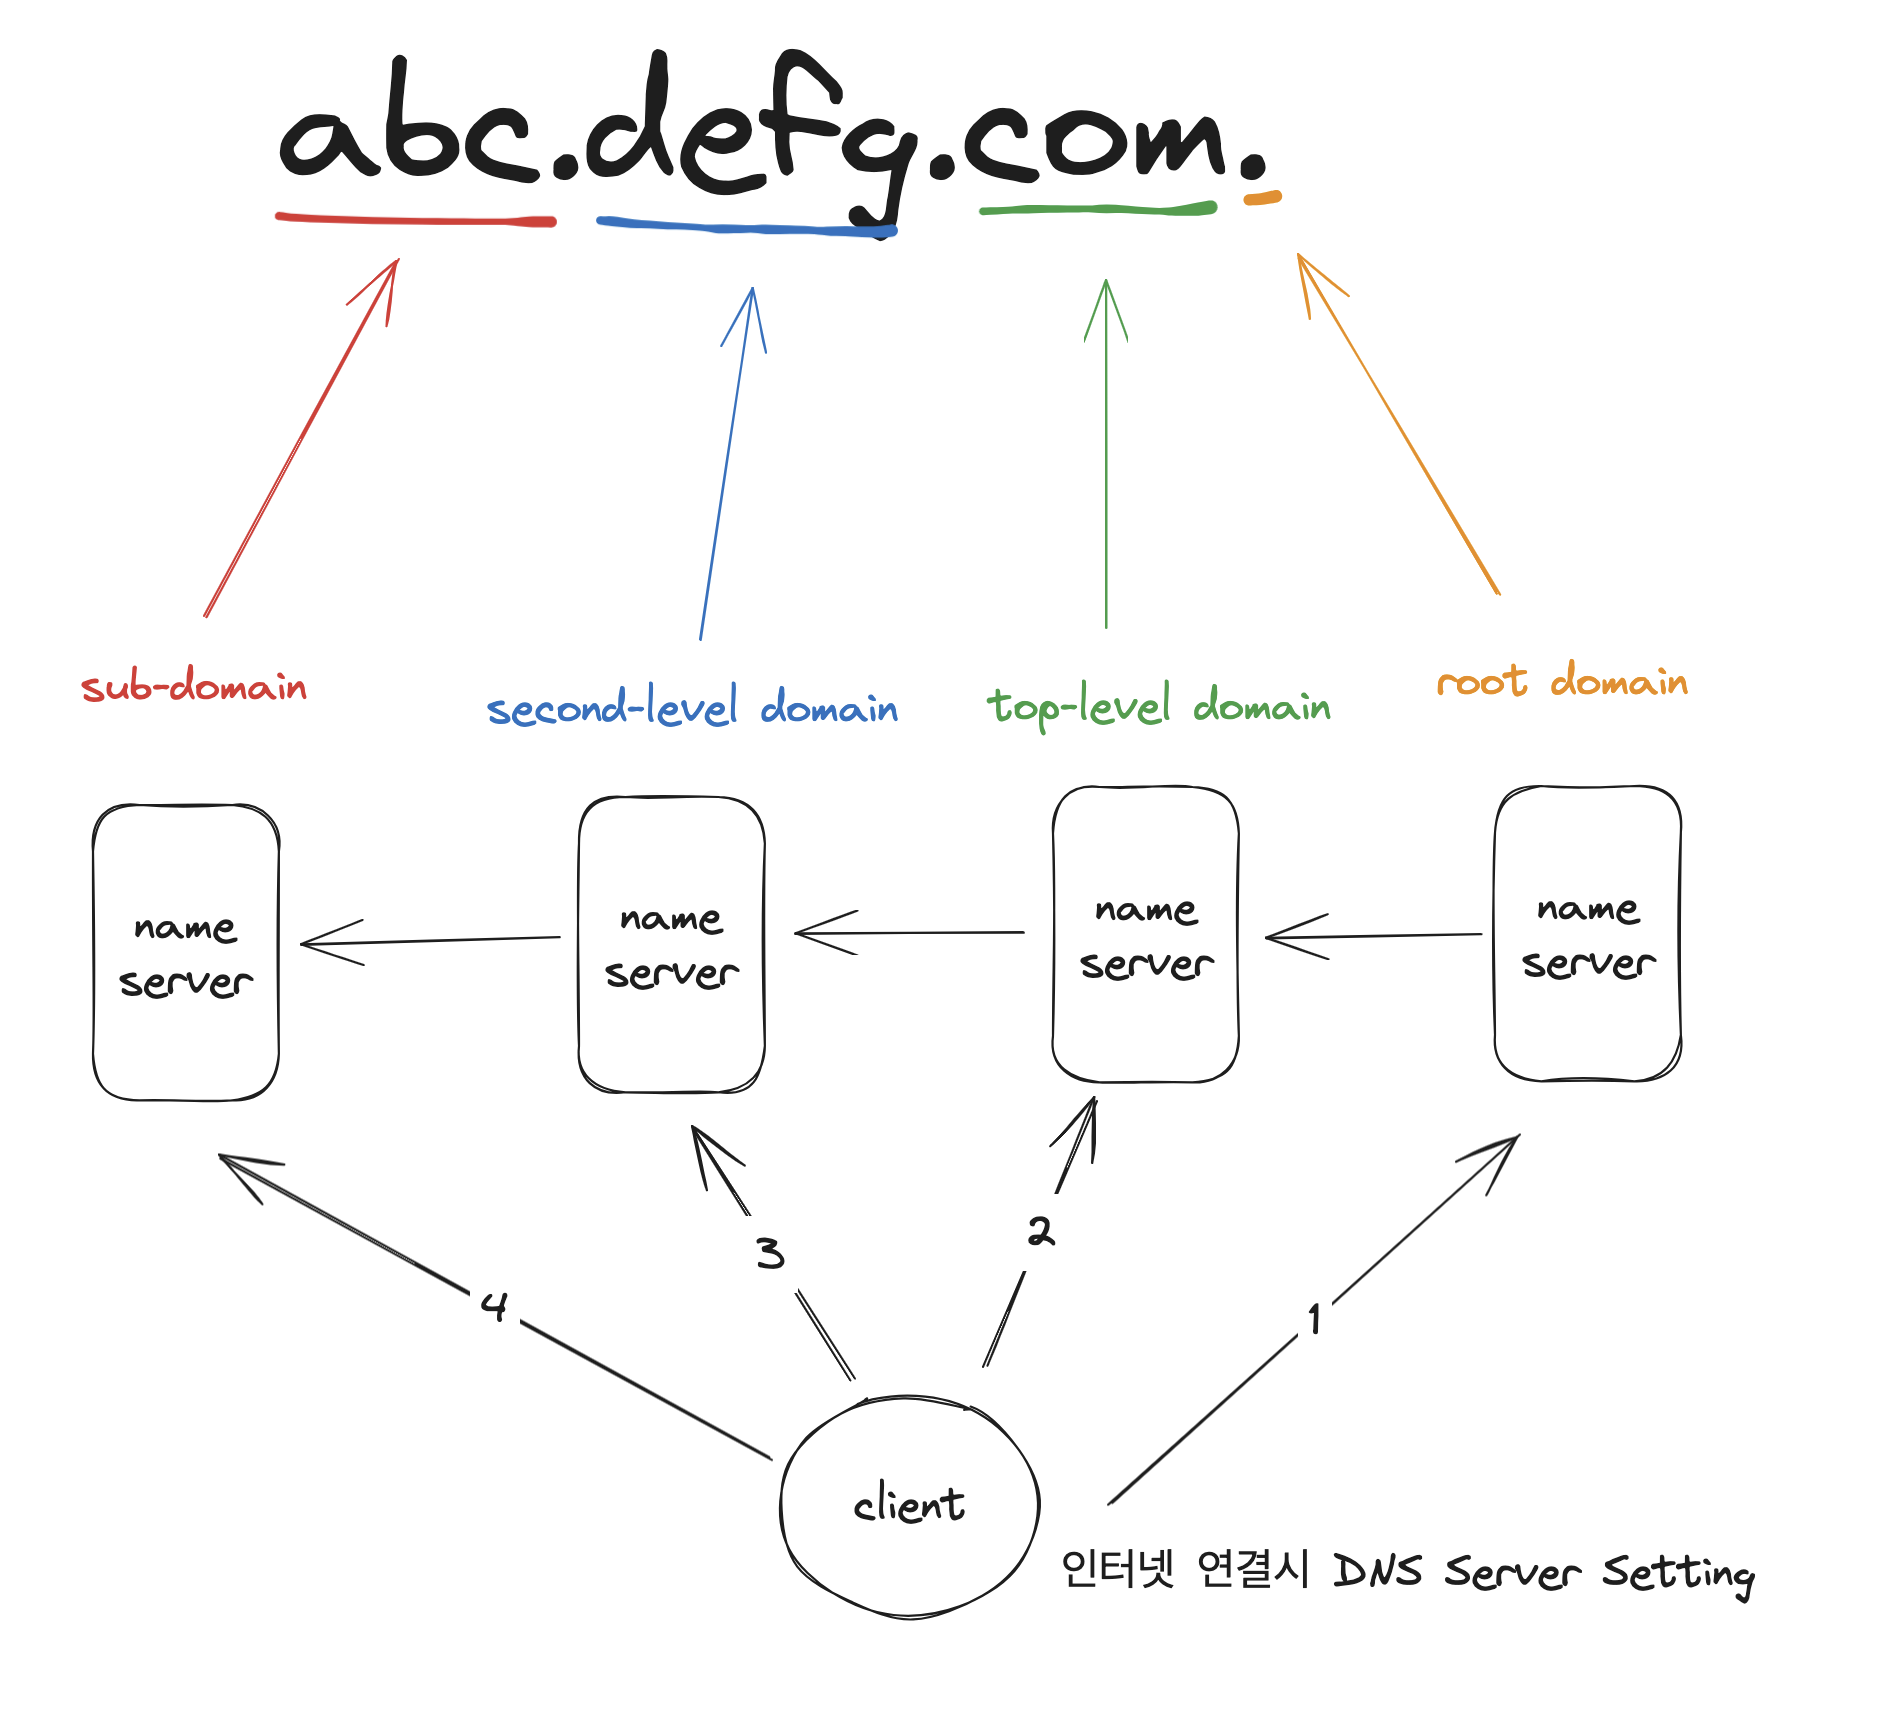 abc.defg.com.
sub-domain
second-level domain
top-level domain
root domain
name
server
name
server
name
server
name
server
4
3
2
1
client
인터넷 연결시 DNS Server Setting